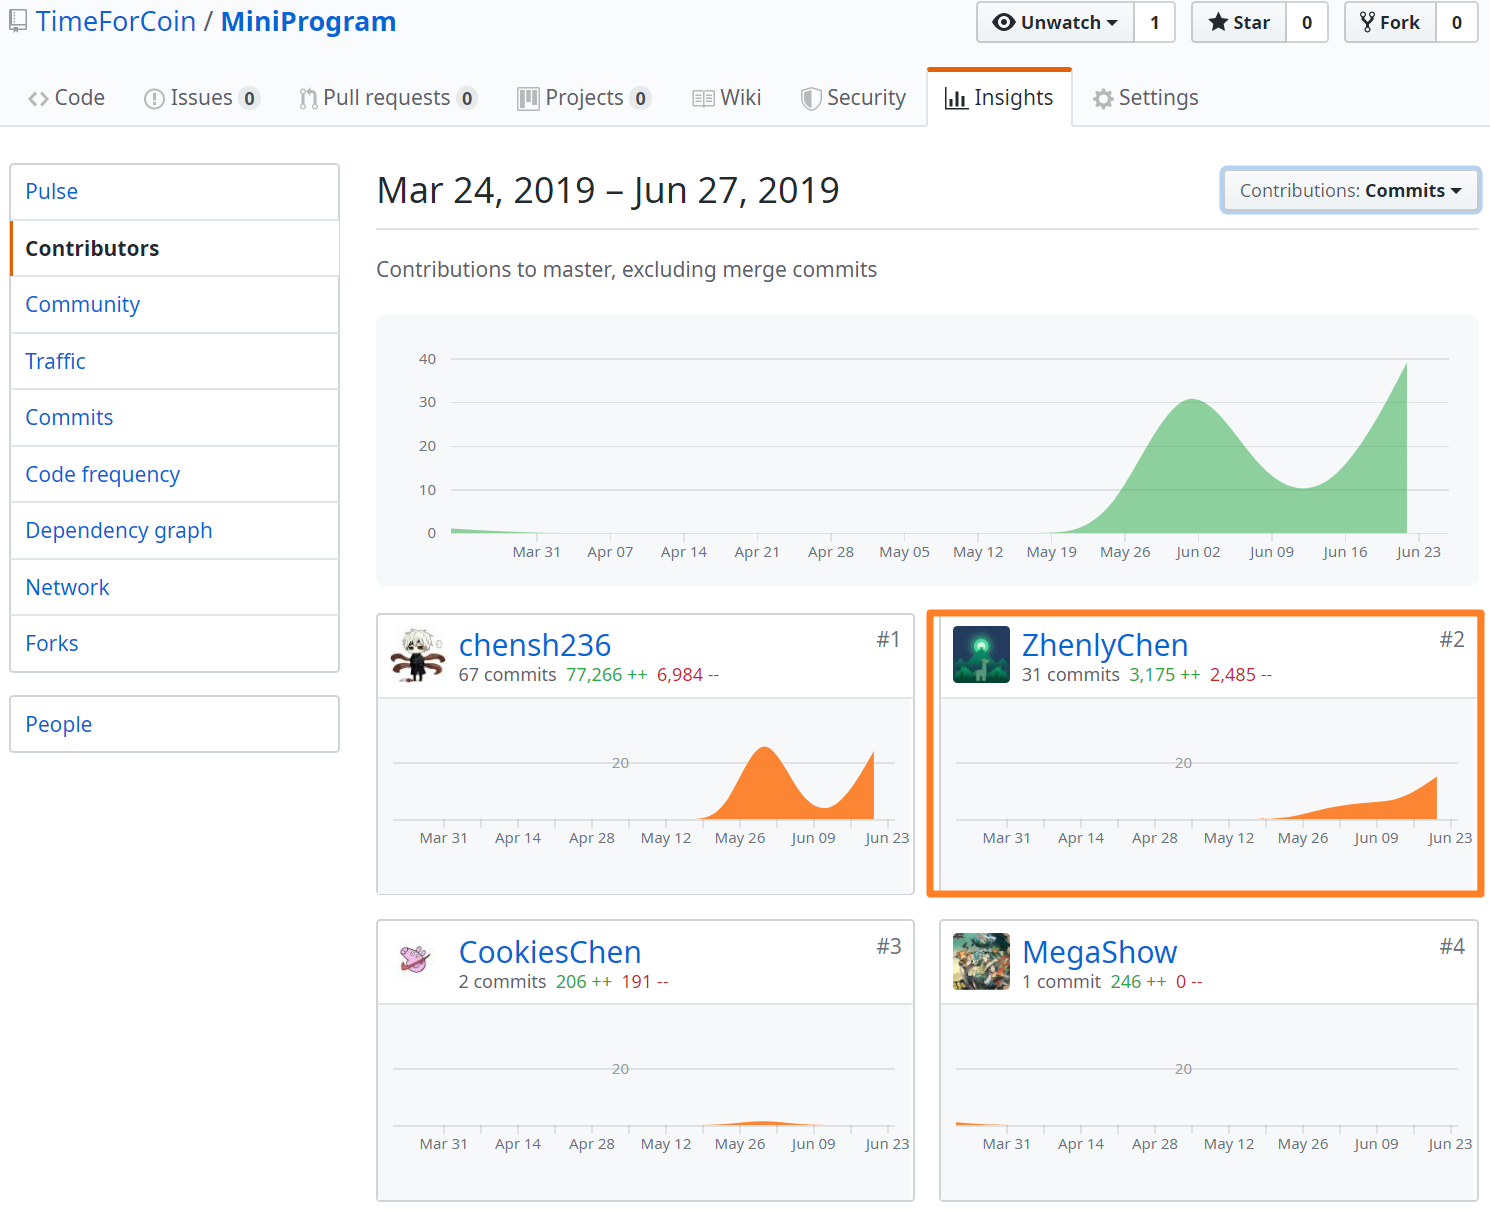 TimeForCoin / MiniProgram
Unwatch 1 Star 0 Fork 0
Code Issues 0 Pull requests 0 Projects 0 Wiki Security Insights Settings
Pulse
Contributors
Community
Traffic
Commits
Code frequency
Dependency graph
Network
Forks
People
Mar 24, 2019 – Jun 27, 2019
Contributions: Commits
Contributions to master, excluding merge commits
40
30
20
10
0
Mar 31 Apr 07 Apr 14 Apr 21 Apr 28 May 05 May 12 May 19 May 26 Jun 02 Jun 09 Jun 16 Jun 23
chensh236 #1
67 commits 77,266 ++ 6,984 --
20
Mar 31 Apr 14 Apr 28 May 12 May 26 Jun 09 Jun 23
ZhenlyChen #2
31 commits 3,175 ++ 2,485 --
20
Mar 31 Apr 14 Apr 28 May 12 May 26 Jun 09 Jun 23
CookiesChen #3
2 commits 206 ++ 191 --
20
Mar 31 Apr 14 Apr 28 May 12 May 26 Jun 09 Jun 23
MegaShow #4
1 commit 246 ++ 0 --
20
Mar 31 Apr 14 Apr 28 May 12 May 26 Jun 09 Jun 23